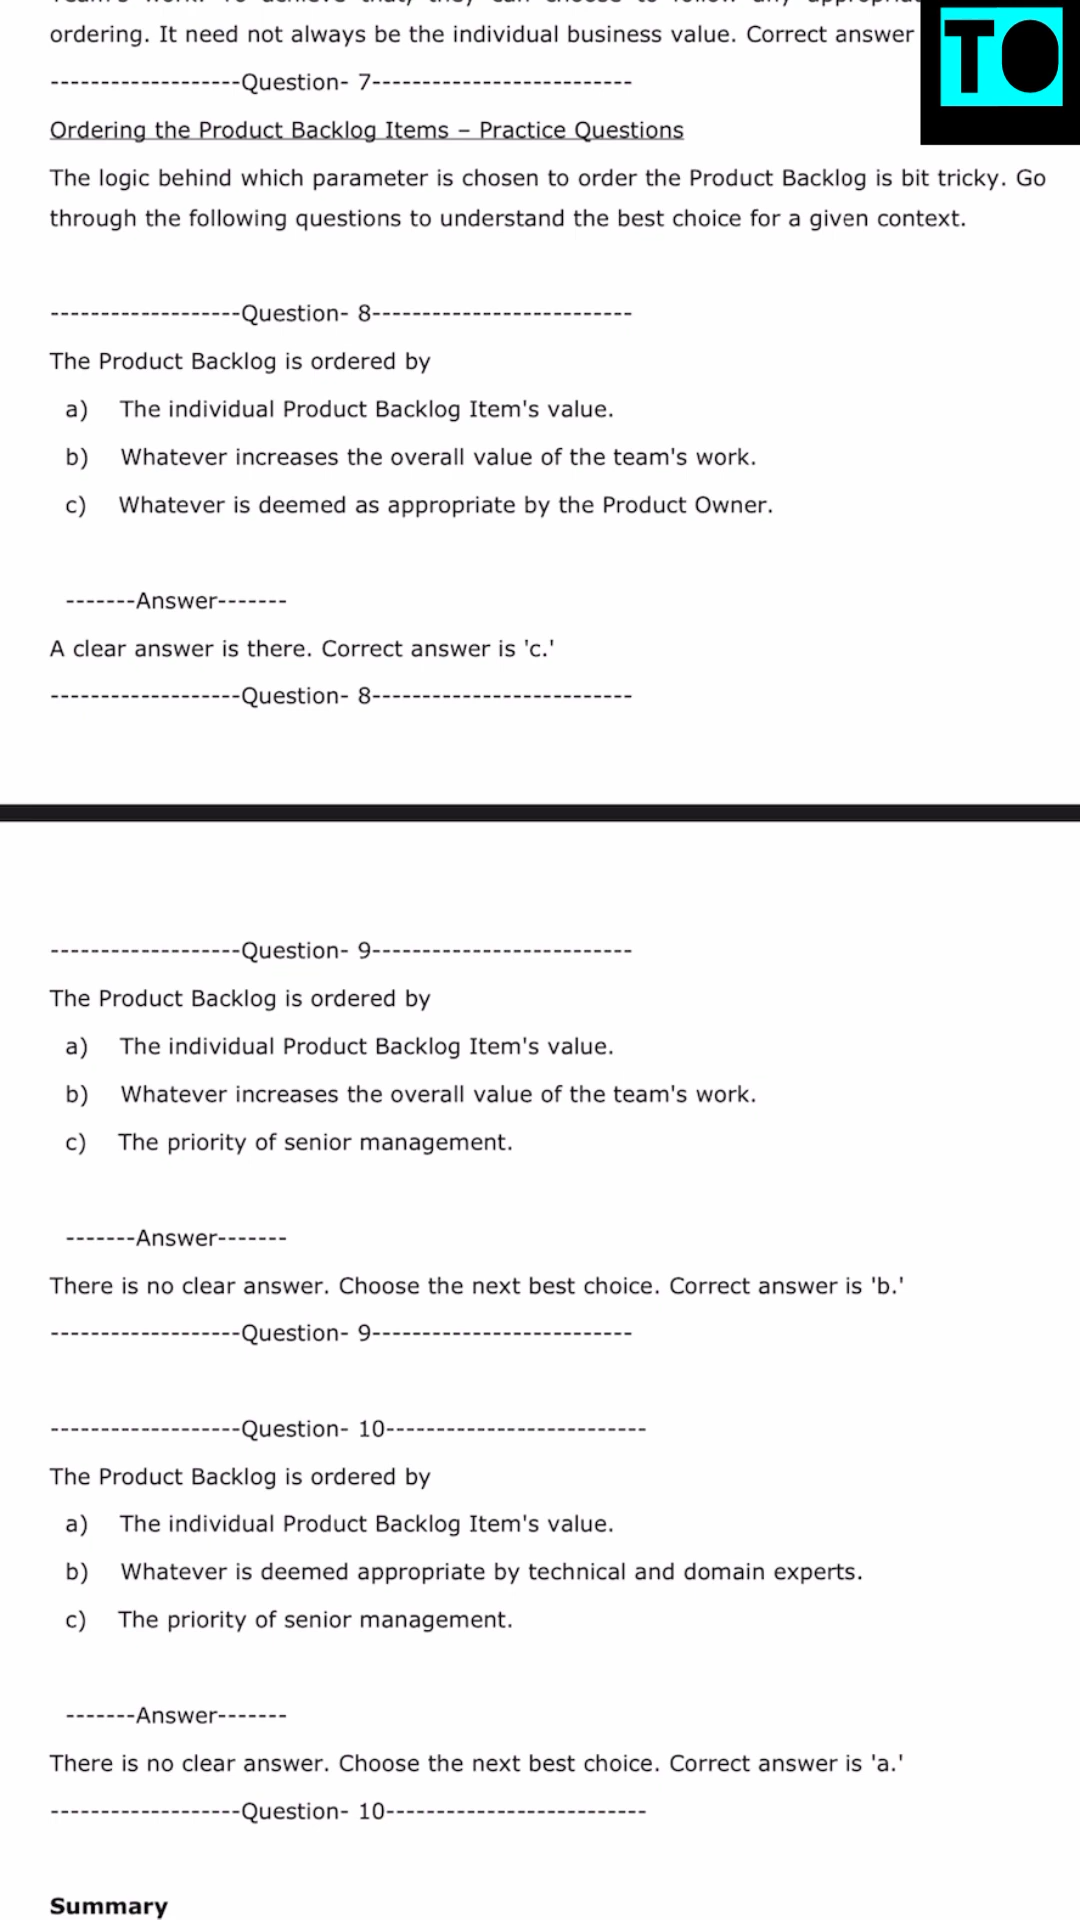 ordering. It need not always be the individual business value. Correct answer
TO
-------------------Question- 7--------------------------
Ordering the Product Backlog Items – Practice Questions
The logic behind which parameter is chosen to order the Product Backlog is bit tricky. Go
through the following questions to understand the best choice for a given context.
-------------------Question- 8--------------------------
The Product Backlog is ordered by
a) The individual Product Backlog Item's value.
b) Whatever increases the overall value of the team's work.
c) Whatever is deemed as appropriate by the Product Owner.
-------Answer-------
A clear answer is there. Correct answer is 'c.'
-------------------Question- 8--------------------------
-------------------Question- 9--------------------------
The Product Backlog is ordered by
a) The individual Product Backlog Item's value.
b) Whatever increases the overall value of the team's work.
c) The priority of senior management.
-------Answer-------
There is no clear answer. Choose the next best choice. Correct answer is 'b.'
-------------------Question- 9--------------------------
-------------------Question- 10--------------------------
The Product Backlog is ordered by
a) The individual Product Backlog Item's value.
b) Whatever is deemed appropriate by technical and domain experts.
c) The priority of senior management.
-------Answer-------
There is no clear answer. Choose the next best choice. Correct answer is 'a.'
-------------------Question- 10--------------------------
Summary